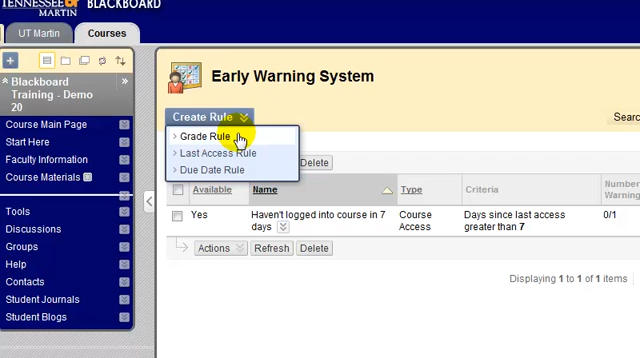 TENNESSEE
MARTIN
BLACKBOARD
UT Martin
Courses
Blackboard
Training - Demo
20
Course Main Page
Start Here
Faculty Information
Course Materials
Tools
Discussions
Groups
Help
Contacts
Student Journals
Student Blogs
Early Warning System
Create Rule
Grade Rule
Last Access Rule
Due Date Rule
Searc
Delete
Available
Name
Type
Criteria
Number
Warning
Yes
Haven't logged into course in 7
days
Course
Access
Days since last access
greater than 7
0/1
Actions
Refresh
Delete
Displaying 1 to 1 of 1 items